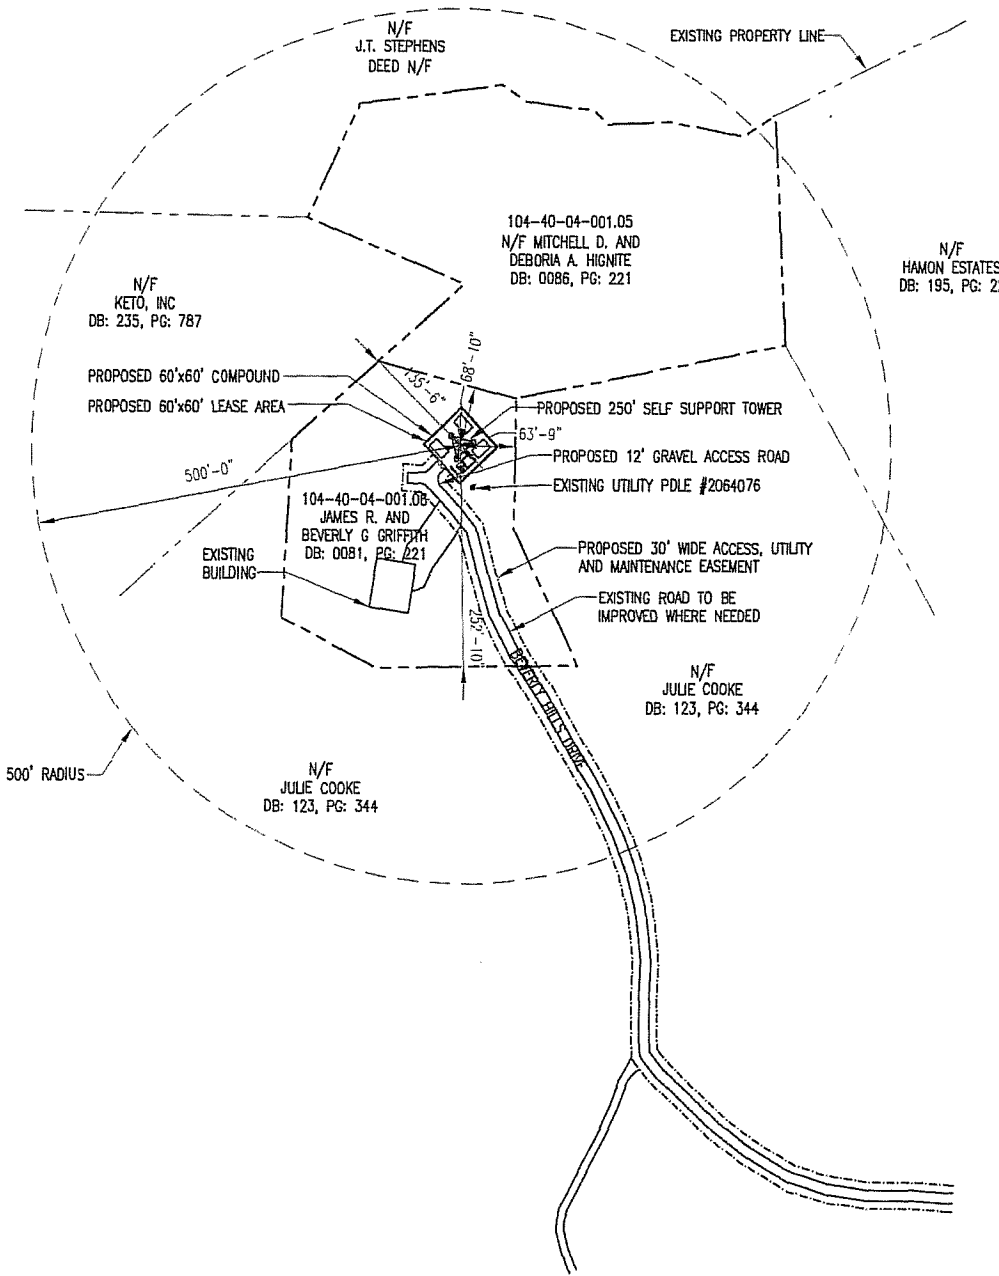 N/F
J.T. STEPHENS
DEED N/F
EXISTING PROPERTY LINE
104-40-04-001.05
N/F MITCHELL D. AND
DEBORIA A. HIGNITE
DB: 0086, PG: 221
N/F
HAMON ESTATES
DB: 195, PG:
N/F
KETO, INC
DB: 235, PG: 787
PROPOSED 60'x60' COMPOUND
PROPOSED 60'x60' LEASE AREA
135'-6"
68'-10"
PROPOSED 250' SELF SUPPORT TOWER
63'-9"
PROPOSED 12' GRAVEL ACCESS ROAD
EXISTING UTILITY POLE #2064076
500'-0"
104-40-04-001.06
JAMES R. AND
BEVERLY G GRIFFITH
DB: 0081, PG: 221
EXISTING
BUILDING
PROPOSED 30' WIDE ACCESS, UTILITY
AND MAINTENANCE EASEMENT
EXISTING ROAD TO BE
IMPROVED WHERE NEEDED
252'-10"
BEVERLY HILLS DRIVE
N/F
JULIE COOKE
DB: 123, PG: 344
500' RADIUS
N/F
JULIE COOKE
DB: 123, PG: 344